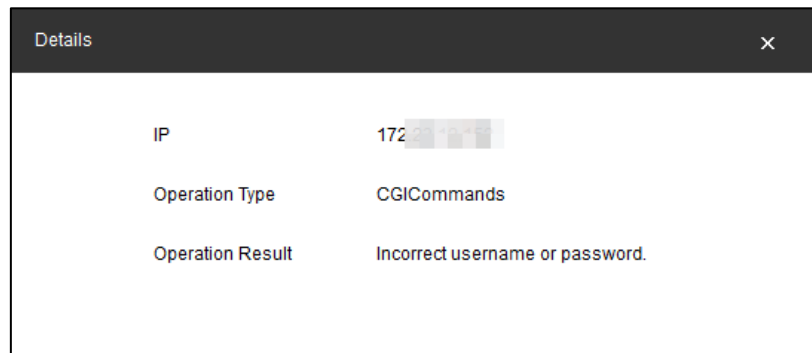 Details
IP 172
Operation Type CGICommands
Operation Result Incorrect username or password.